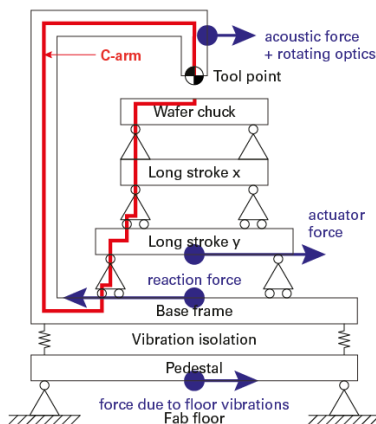 acoustic force
+ rotating optics
C-arm
Tool point
Wafer chuck
Long stroke x
actuator
force
Long stroke y
reaction force
Base frame
Vibration isolation
Pedestal
force due to floor vibrations
Fab floor